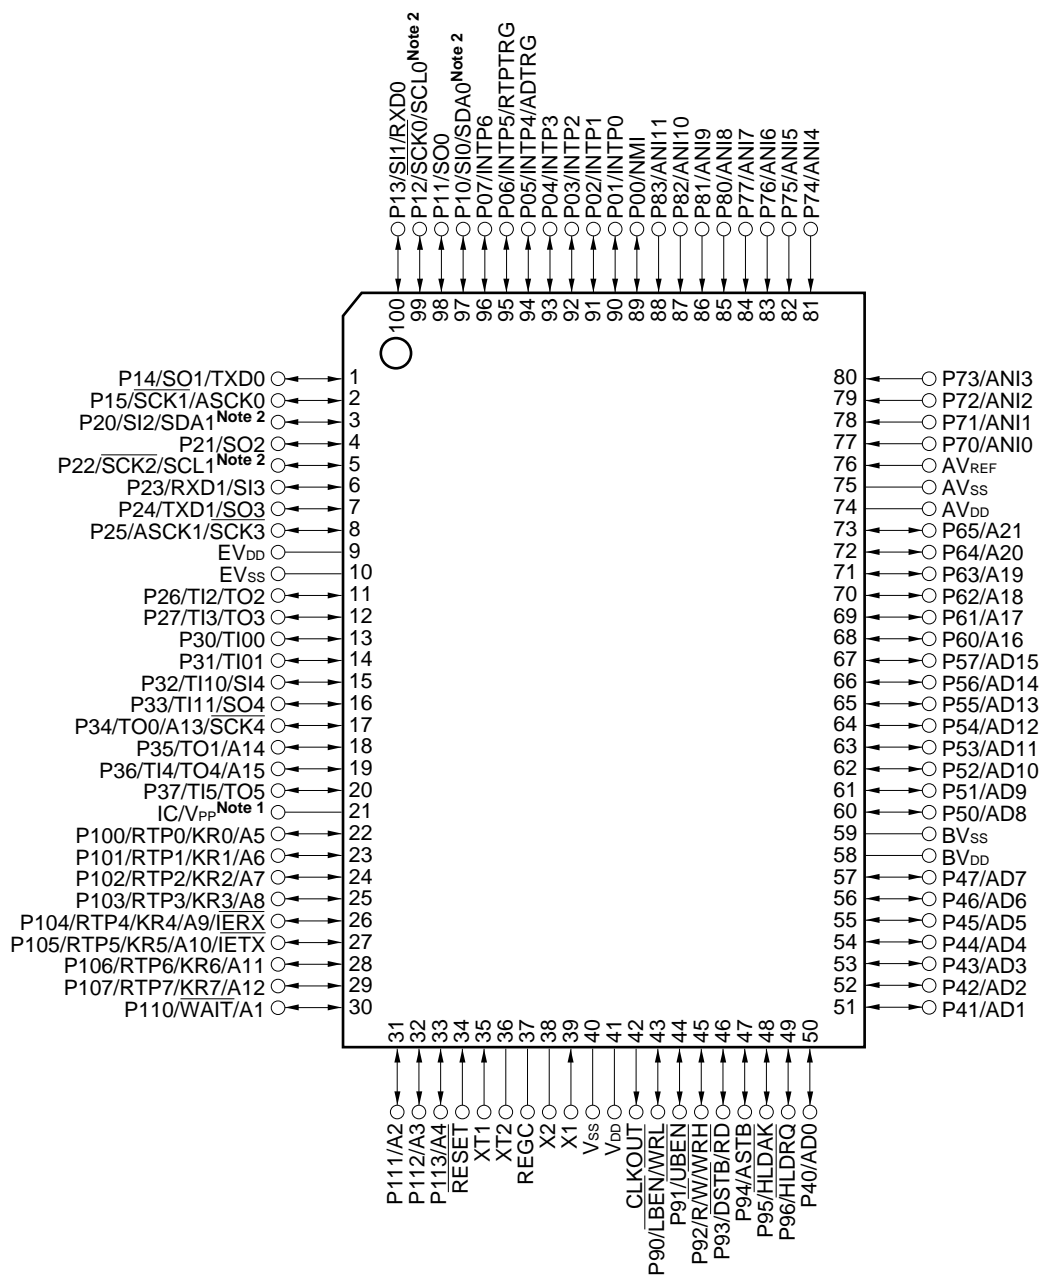 P13/SI1/RXD0
P12/SCK0/SCL0 Note 2
P11/SO0
P10/SI0/SDA0 Note 2
P07/INTP6
P06/INTP5/RTPTRG
P05/INTP4/ADTRG
P04/INTP3
P03/INTP2
P02/INTP1
P01/INTP0
P00/NMI
P83/ANI11
P82/ANI10
P81/ANI9
P80/ANI8
P77/ANI7
P76/ANI6
P75/ANI5
P74/ANI4
100
99
98
97
96
95
94
93
92
91
90
89
88
87
86
85
84
83
82
81
P14/SO1/TXD0 1
P15/SCK1/ASCK0 2
P20/SI2/SDA1 Note 2 3
P21/SO2 4
P22/SCK2/SCL1 Note 2 5
P23/RXD1/SI3 6
P24/TXD1/SO3 7
P25/ASCK1/SCK3 8
EVDD 9
EVSS 10
P26/TI2/TO2 11
P27/TI3/TO3 12
P30/TI00 13
P31/TI01 14
P32/TI10/SI4 15
P33/TI11/SO4 16
P34/TO0/A13/SCK4 17
P35/TO1/A14 18
P36/TI4/TO4/A15 19
P37/TI5/TO5 20
IC/VPP Note 1 21
P100/RTP0/KR0/A5 22
P101/RTP1/KR1/A6 23
P102/RTP2/KR2/A7 24
P103/RTP3/KR3/A8 25
P104/RTP4/KR4/A9/IERX 26
P105/RTP5/KR5/A10/IETX 27
P106/RTP6/KR6/A11 28
P107/RTP7/KR7/A12 29
P110/WAIT/A1 30
80 P73/ANI3
79 P72/ANI2
78 P71/ANI1
77 P70/ANI0
76 AVREF
75 AVSS
74 AVDD
73 P65/A21
72 P64/A20
71 P63/A19
70 P62/A18
69 P61/A17
68 P60/A16
67 P57/AD15
66 P56/AD14
65 P55/AD13
64 P54/AD12
63 P53/AD11
62 P52/AD10
61 P51/AD9
60 P50/AD8
59 BVSS
58 BVDD
57 P47/AD7
56 P46/AD6
55 P45/AD5
54 P44/AD4
53 P43/AD3
52 P42/AD2
51 P41/AD1
31
32
33
34
35
36
37
38
39
40
41
42
43
44
45
46
47
48
49
50
P111/A2
P112/A3
P113/A4
RESET
XT1
XT2
REGC
X2
X1
VSS
VDD
CLKOUT
P90/LBEN/WRL
P91/UBEN
P92/R/W/WRH
P93/DSTB/RD
P94/ASTB
P95/HLDAK
P96/HLDRQ
P40/AD0